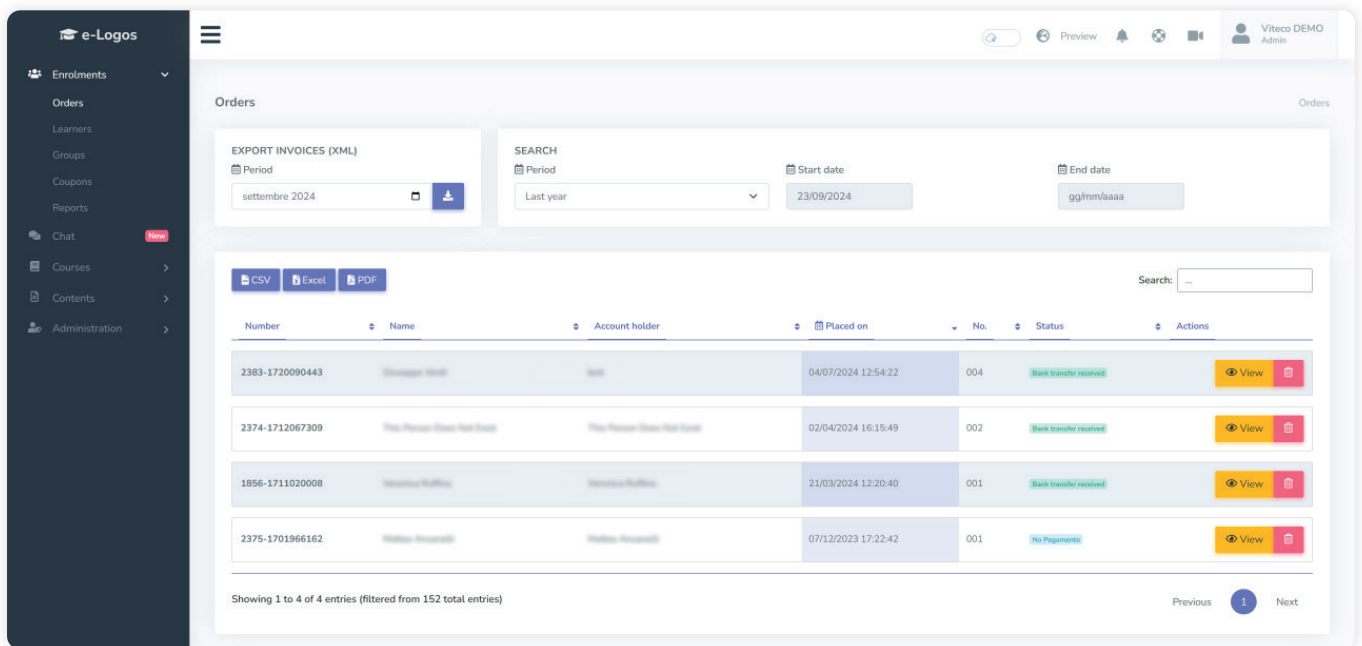 e-Logos
Preview
Viteco DEMO
Admin
Enrolments
Orders
Learners
Groups
Coupons
Reports
Chat New
Courses
Contents
Administration
Orders
Orders
EXPORT INVOICES (XML)
Period
settembre 2024
SEARCH
Period
Last year
Start date
23/09/2024
End date
gg/mm/aaaa
CSV Excel PDF
Search: ...
Number Name Account holder Placed on No. Status Actions
2383-1720090443 04/07/2024 12:54:22 004 Bank transfer received View
2374-1712067309 This Person Does Not Exist This Person Does Not Exist 02/04/2024 16:15:49 002 Bank transfer received View
1856-1711020008 21/03/2024 12:20:40 001 Bank transfer received View
2375-1701966162 07/12/2023 17:22:42 001 No Pagamento View
Showing 1 to 4 of 4 entries (filtered from 152 total entries)
Previous 1 Next